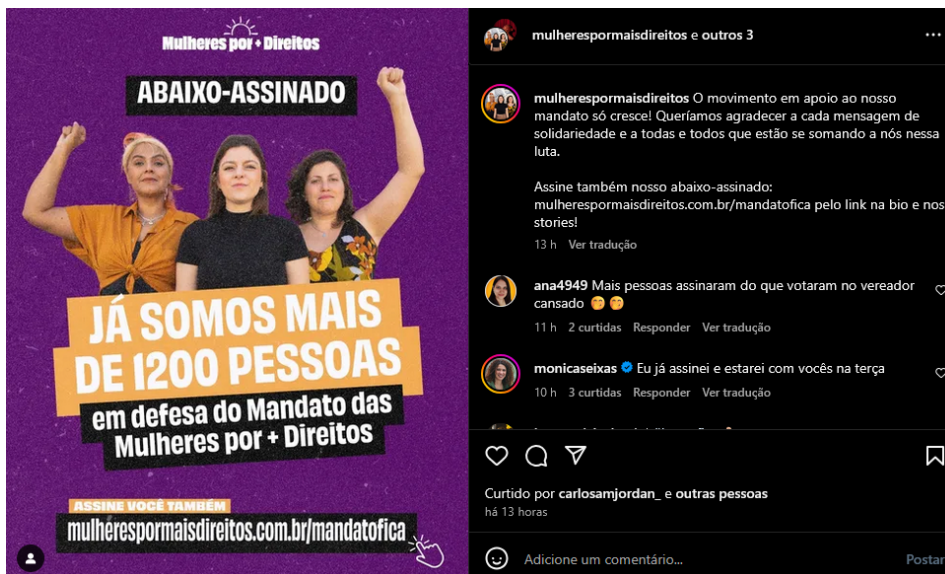 Mulheres por + Direitos
ABAIXO-ASSINADO
JÁ SOMOS MAIS
DE 1200 PESSOAS
em defesa do Mandato das
Mulheres por + Direitos
ASSINE VOCÊ TAMBÉM
mulherespormaisdireitos.com.br/mandatofica
mulherespormaisdireitos e outros 3
mulherespormaisdireitos O movimento em apoio ao nosso
mandato só cresce! Queríamos agradecer a cada mensagem de
solidariedade e a todas e todos que estão se somando a nós nessa
luta.
Assine também nosso abaixo-assinado:
mulherespormaisdireitos.com.br/mandatofica pelo link na bio e nos
stories!
13 h Ver tradução
ana4949 Mais pessoas assinaram do que votaram no vereador
cansado 🤭 🤭
11 h 2 curtidas Responder Ver tradução
monicaseixas Eu já assinei e estarei com vocês na terça
10 h 3 curtidas Responder Ver tradução
Curtido por carlosamjordan_ e outras pessoas
há 13 horas
Adicione um comentário...
Postar